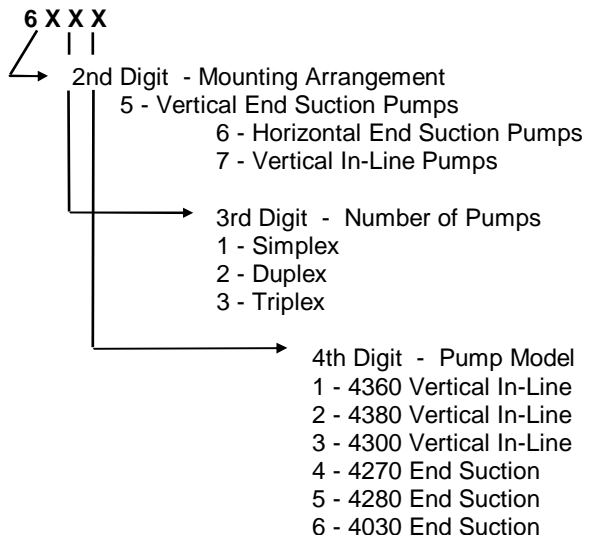 6 X X X
2nd Digit - Mounting Arrangement
5 - Vertical End Suction Pumps
6 - Horizontal End Suction Pumps
7 - Vertical In-Line Pumps
3rd Digit - Number of Pumps
1 - Simplex
2 - Duplex
3 - Triplex
4th Digit - Pump Model
1 - 4360 Vertical In-Line
2 - 4380 Vertical In-Line
3 - 4300 Vertical In-Line
4 - 4270 End Suction
5 - 4280 End Suction
6 - 4030 End Suction